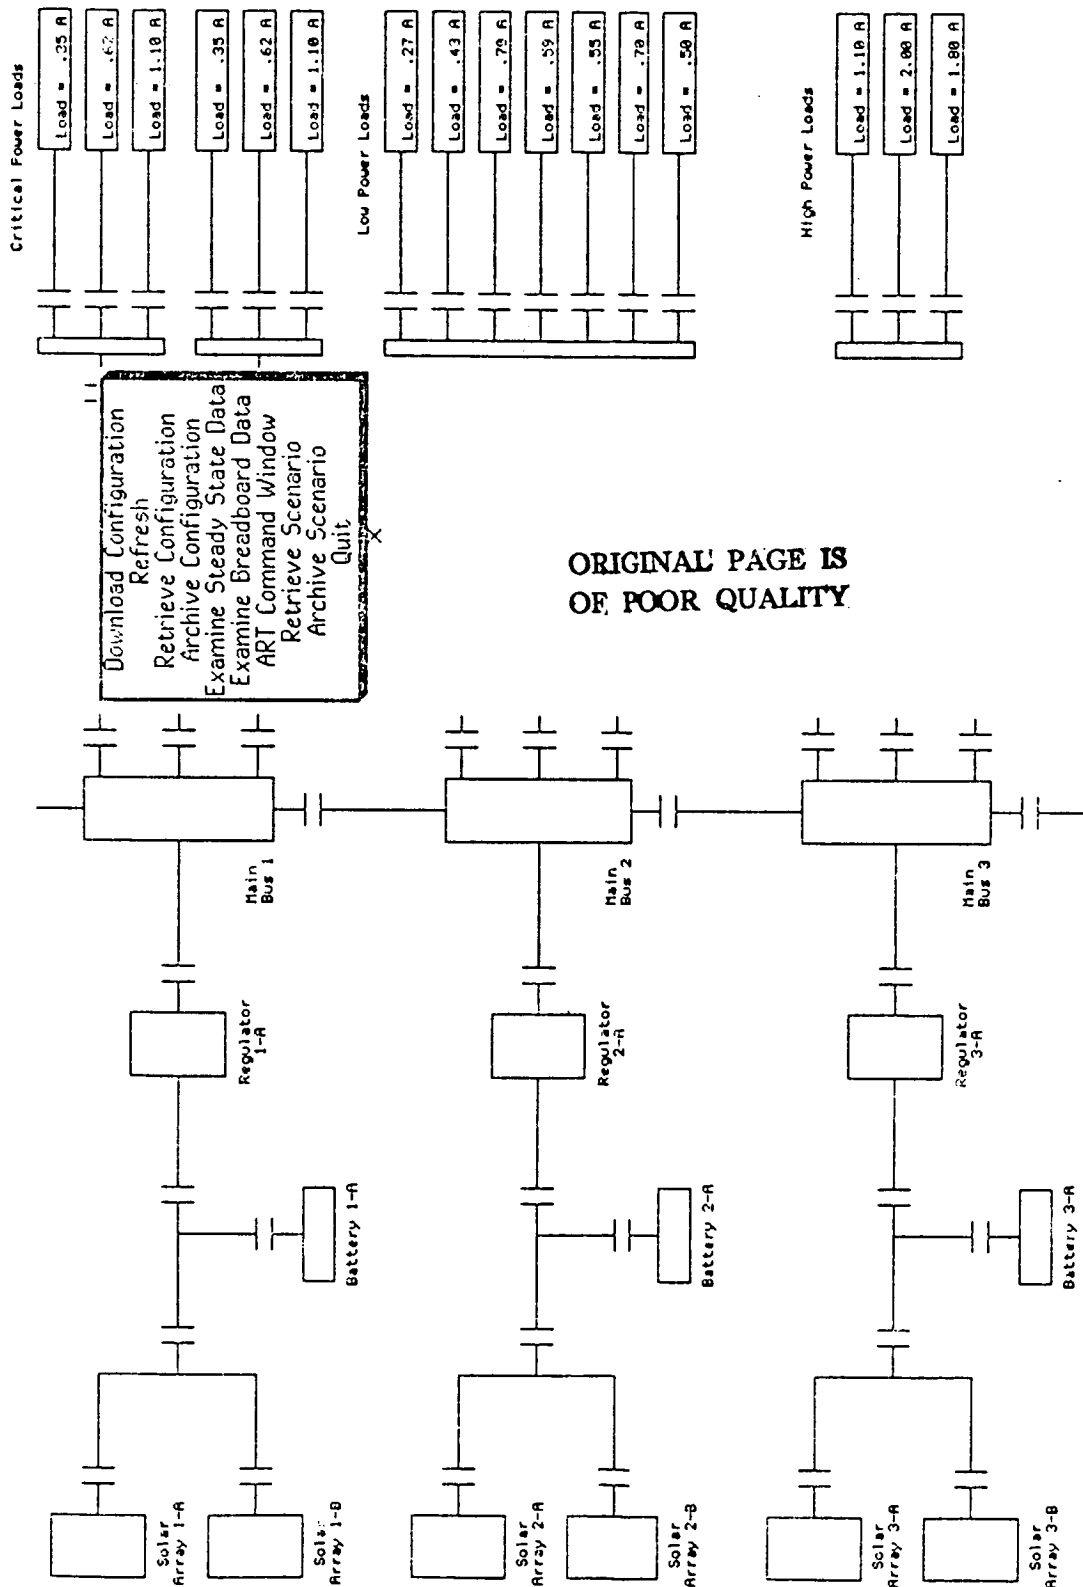 Critical Power Loads
Load = .35 A
Load = .62 A
Load = 1.10 A
Load = .35 A
Load = .62 A
Load = 1.10 A
Low Power Loads
Load = .27 A
Load = .43 A
Load = .79 A
Load = .59 A
Load = .55 A
Load = .70 A
Load = .50 A
High Power Loads
Load = 1.10 A
Load = 2.00 A
Load = 1.80 A
Download Configuration
Refresh
Retrieve Configuration
Archive Configuration
Examine Steady State Data
Examine Breadboard Data
ART Command Window
Retrieve Scenario
Archive Scenario
Quit
ORIGINAL PAGE IS
OF POOR QUALITY
Main
Bus 1
Main
Bus 2
Main
Bus 3
Regulator
1-A
Regulator
2-A
Regulator
3-A
Battery 1-A
Battery 2-A
Battery 3-A
Solar
Array 1-A
Solar
Array 1-B
Solar
Array 2-A
Solar
Array 2-B
Solar
Array 3-A
Solar
Array 3-B